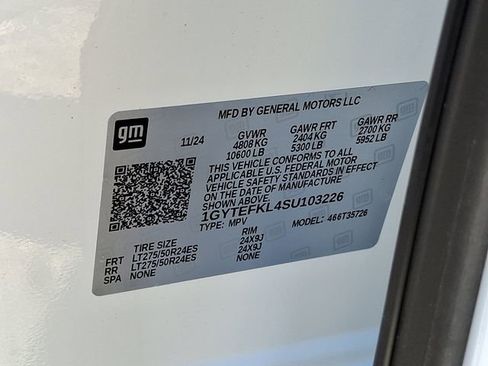 MFD BY GENERAL MOTORS LLC
gm
11/24 GVWR GAWR FRT GAWR RR
4808 KG 2404 KG 2700 KG
10600 LB 5300 LB 5952 LB
THIS VEHICLE CONFORMS TO ALL
APPLICABLE U.S. FEDERAL MOTOR
VEHICLE SAFETY STANDARDS IN EFFECT
ON THE DATE OF MANUFACTURE
SHOWN ABOVE.
1GYTEFKL4SU103226
TYPE: MPV MODEL: 466T35726
TIRE SIZE RIM
FRT LT275/50R24ES 24X9J
RR LT275/50R24ES 24X9J
SPA NONE NONE